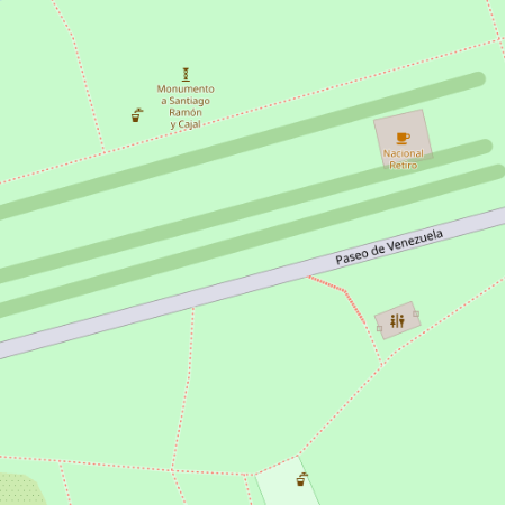 Monumento
a Santiago
Ramón
y Cajal
Nacional
Retiro
Paseo de Venezuela